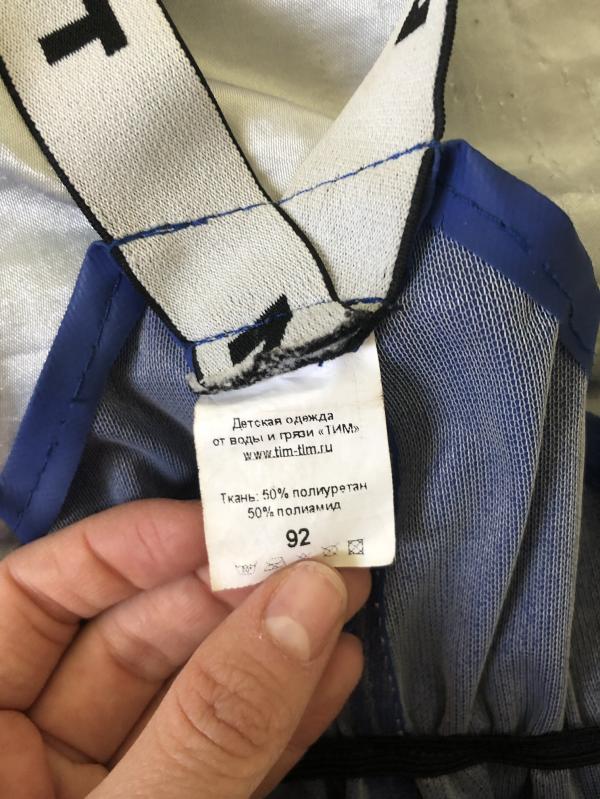 Т
Детская одежда
от воды и грязи «ТИМ»
www.tim-tim.ru
Ткань: 50% полиуретан
50% полиамид
92